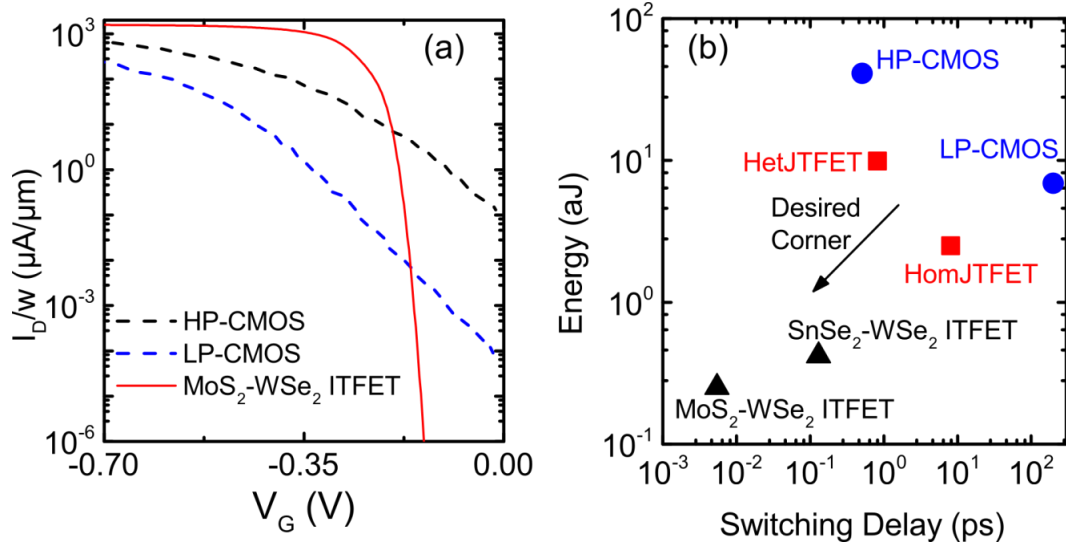 (a)
I_D/w (µA/µm)
10^3
10^0
10^-3
10^-6
HP-CMOS
LP-CMOS
MoS₂-WSe₂ ITFET
-0.70
-0.35
0.00
V_G (V)
(b)
Energy (aJ)
10^2
10^1
10^0
10^-1
HP-CMOS
LP-CMOS
HetJTFET
Desired
Corner
HomJTFET
SnSe₂-WSe₂ ITFET
MoS₂-WSe₂ ITFET
10^-3
10^-2
10^-1
10^0
10^1
10^2
Switching Delay (ps)